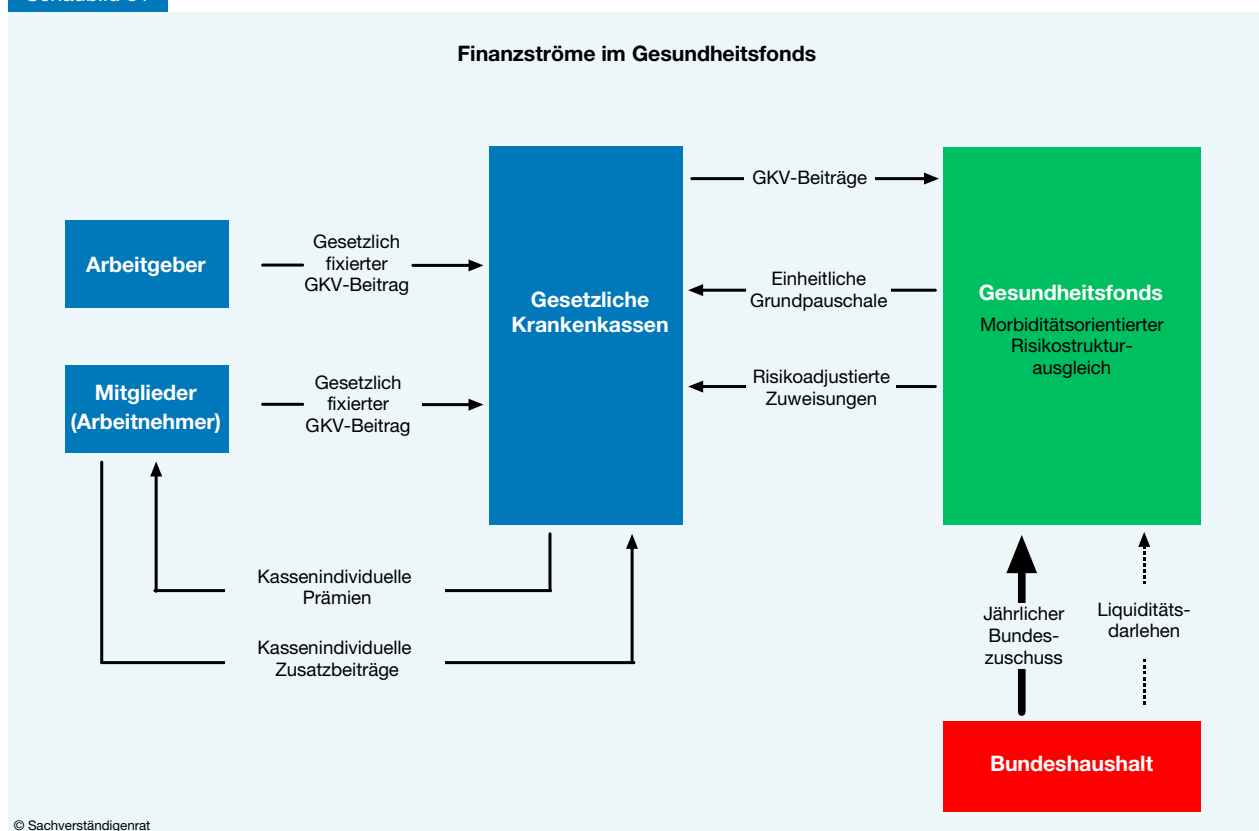 Finanzströme im Gesundheitsfonds
Arbeitgeber
Gesetzlich
fixierter
GKV-Beitrag
Mitglieder
(Arbeitnehmer)
Gesetzlich
fixierter
GKV-Beitrag
Gesetzliche
Krankenkassen
GKV-Beiträge
Einheitliche
Grundpauschale
Risikoadjustierte
Zuweisungen
Gesundheitsfonds
Morbiditätsorientierter
Risikostruktur-
ausgleich
Kassenindividuelle
Prämien
Kassenindividuelle
Zusatzbeiträge
Jährlicher
Bundes-
zuschuss
Liquiditäts-
darlehen
Bundeshaushalt
© Sachverständigenrat